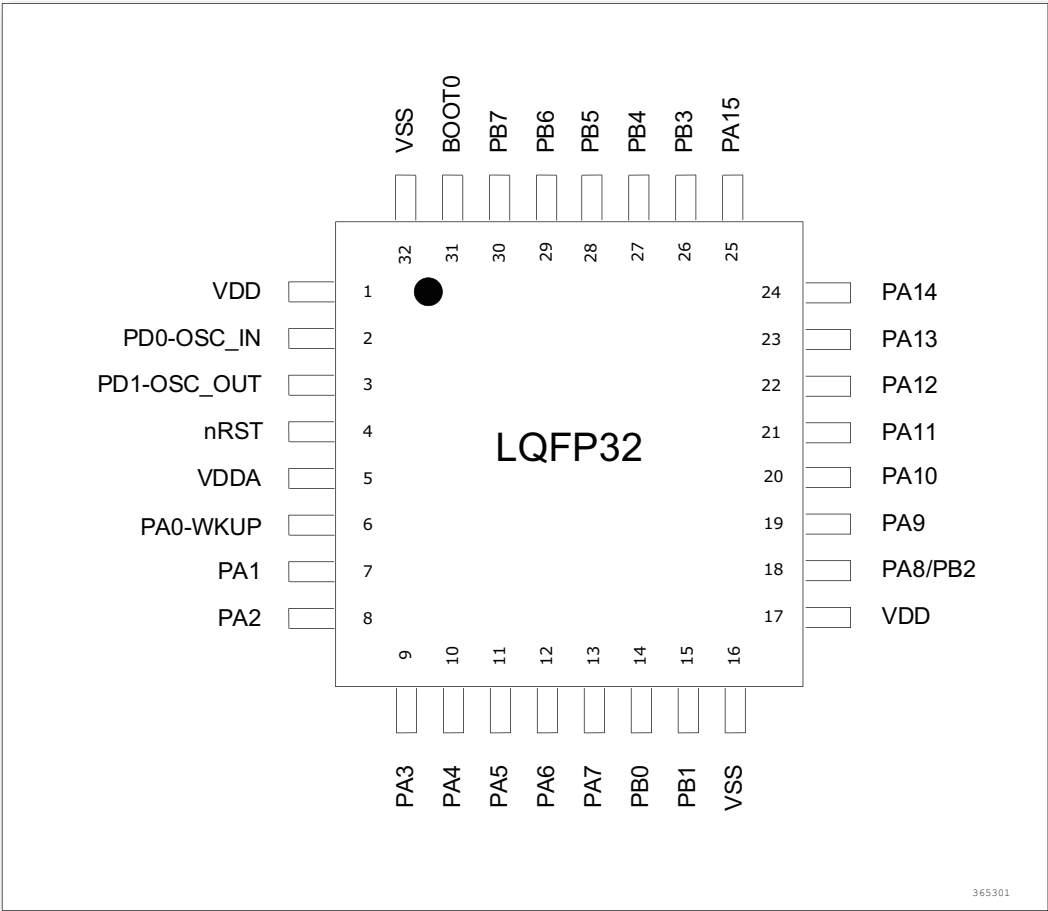 VSS
BOOT0
PB7
PB6
PB5
PB4
PB3
PA15
32
31
30
29
28
27
26
25
VDD 1
PD0-OSC_IN 2
PD1-OSC_OUT 3
nRST 4
VDDA 5
PA0-WKUP 6
PA1 7
PA2 8
LQFP32
24 PA14
23 PA13
22 PA12
21 PA11
20 PA10
19 PA9
18 PA8/PB2
17 VDD
9
10
11
12
13
14
15
16
PA3
PA4
PA5
PA6
PA7
PB0
PB1
VSS
365301